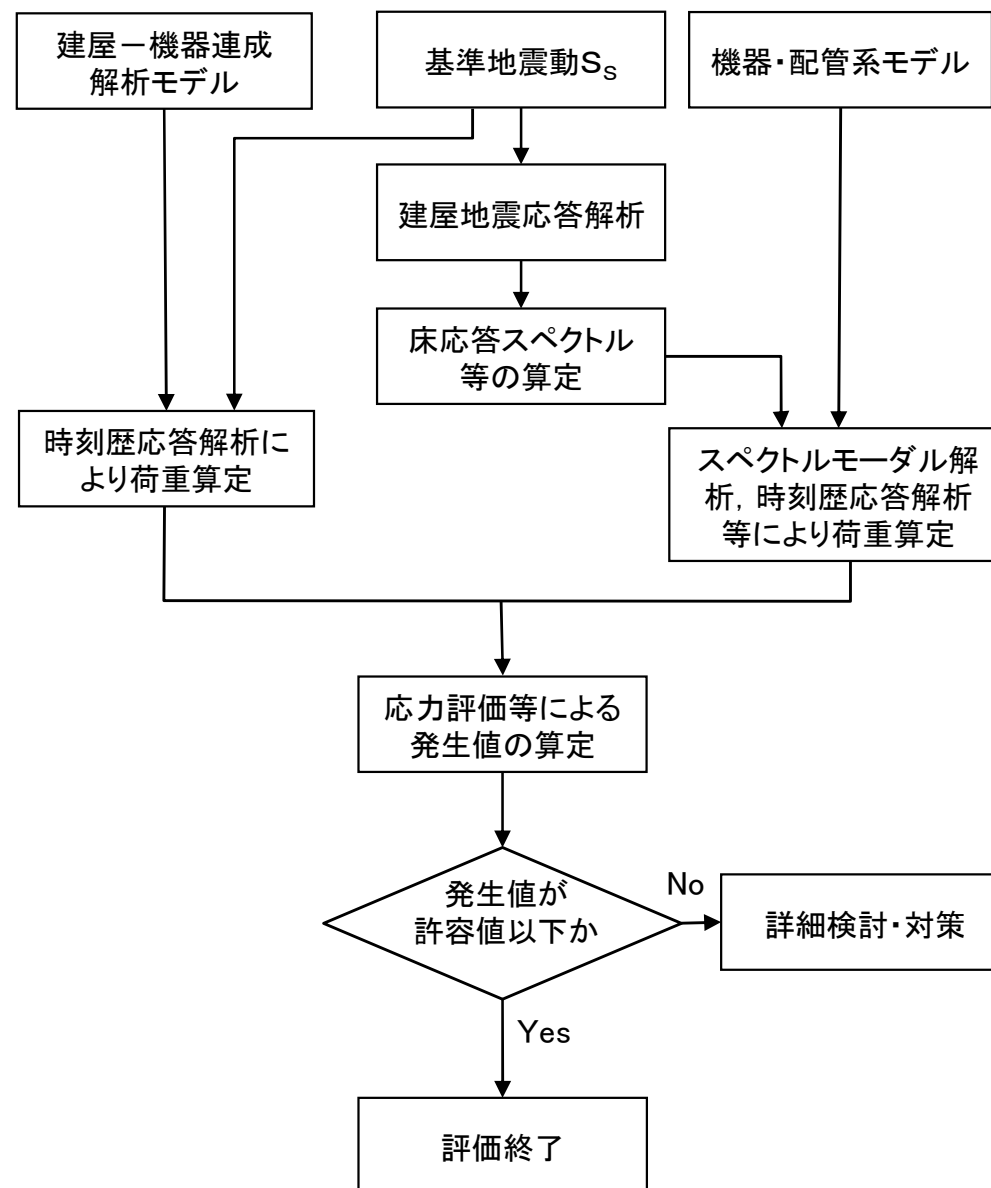 建屋－機器連成
解析モデル
基準地震動SS
機器・配管系モデル
建屋地震応答解析
床応答スペクトル
等の算定
時刻歴応答解析に
より荷重算定
スペクトルモーダル解
析，時刻歴応答解析
等により荷重算定
応力評価等による
発生値の算定
発生値が
許容値以下か
No
詳細検討・対策
Yes
評価終了